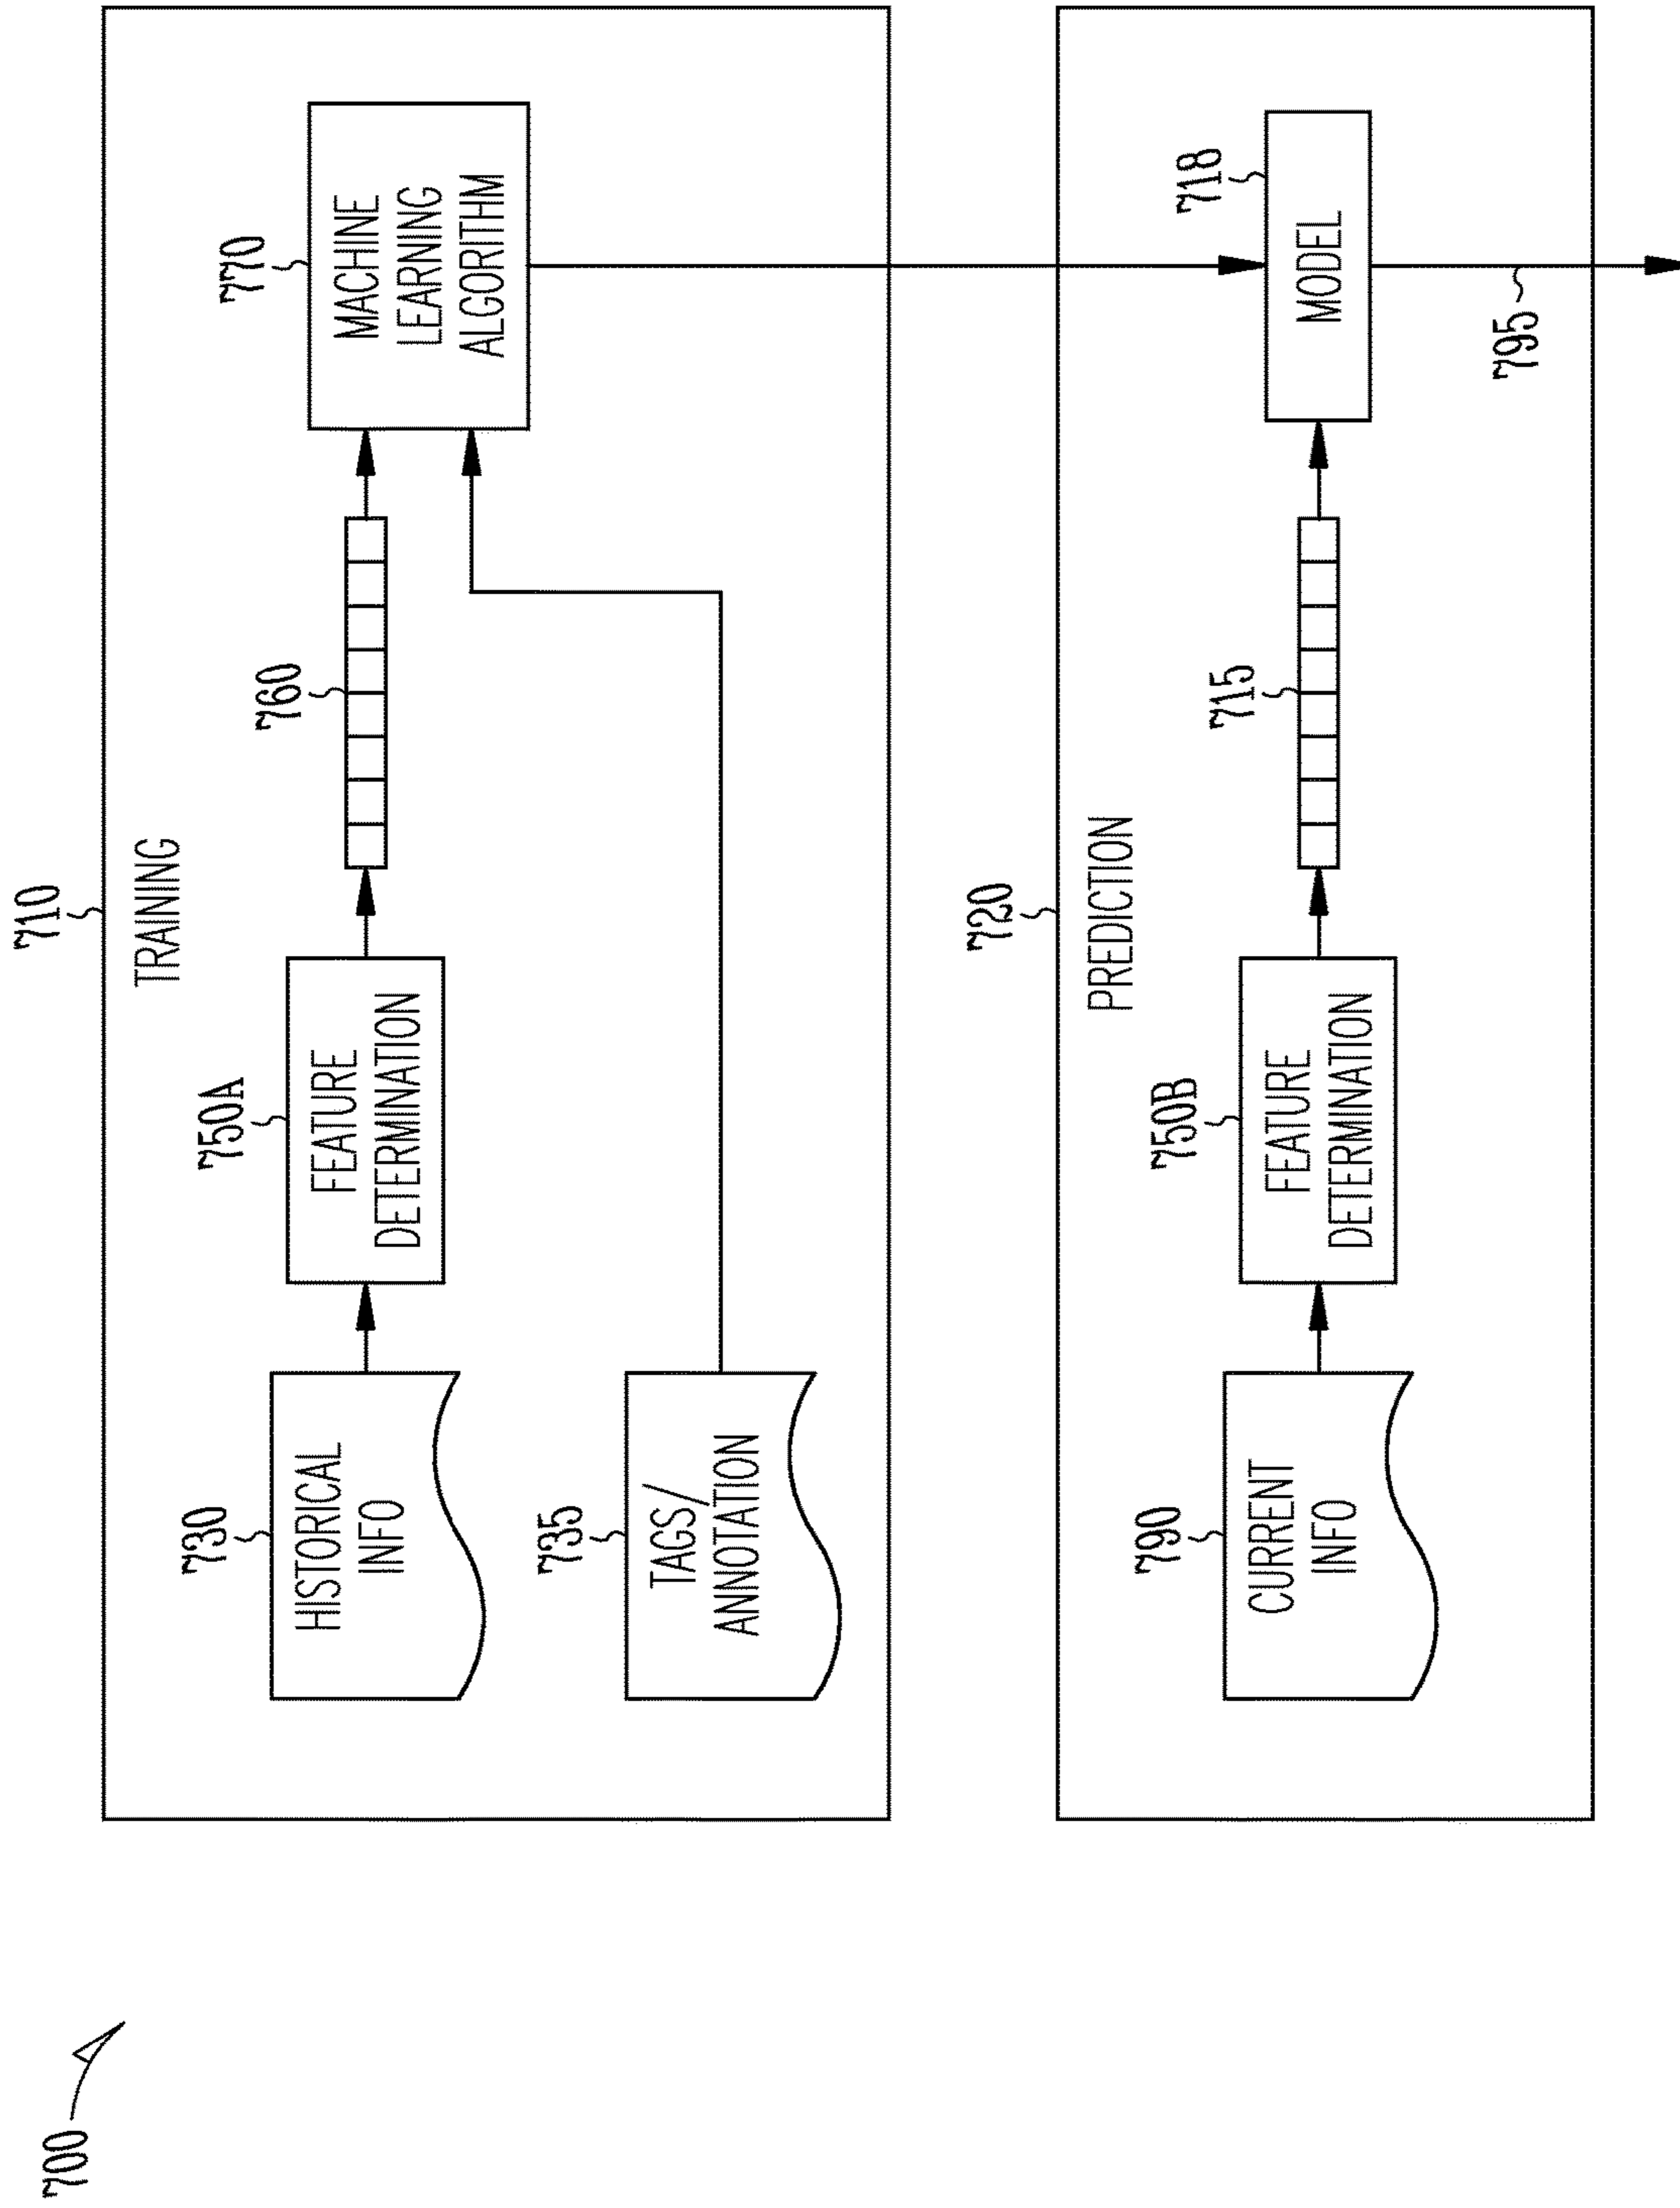 700
710
TRAINING
730
HISTORICAL
INFO
750A
FEATURE
DETERMINATION
760
770
MACHINE
LEARNING
ALGORITHM
735
TAGS/
ANNOTATION
720
PREDICTION
790
CURRENT
INFO
750B
FEATURE
DETERMINATION
715
718
MODEL
795